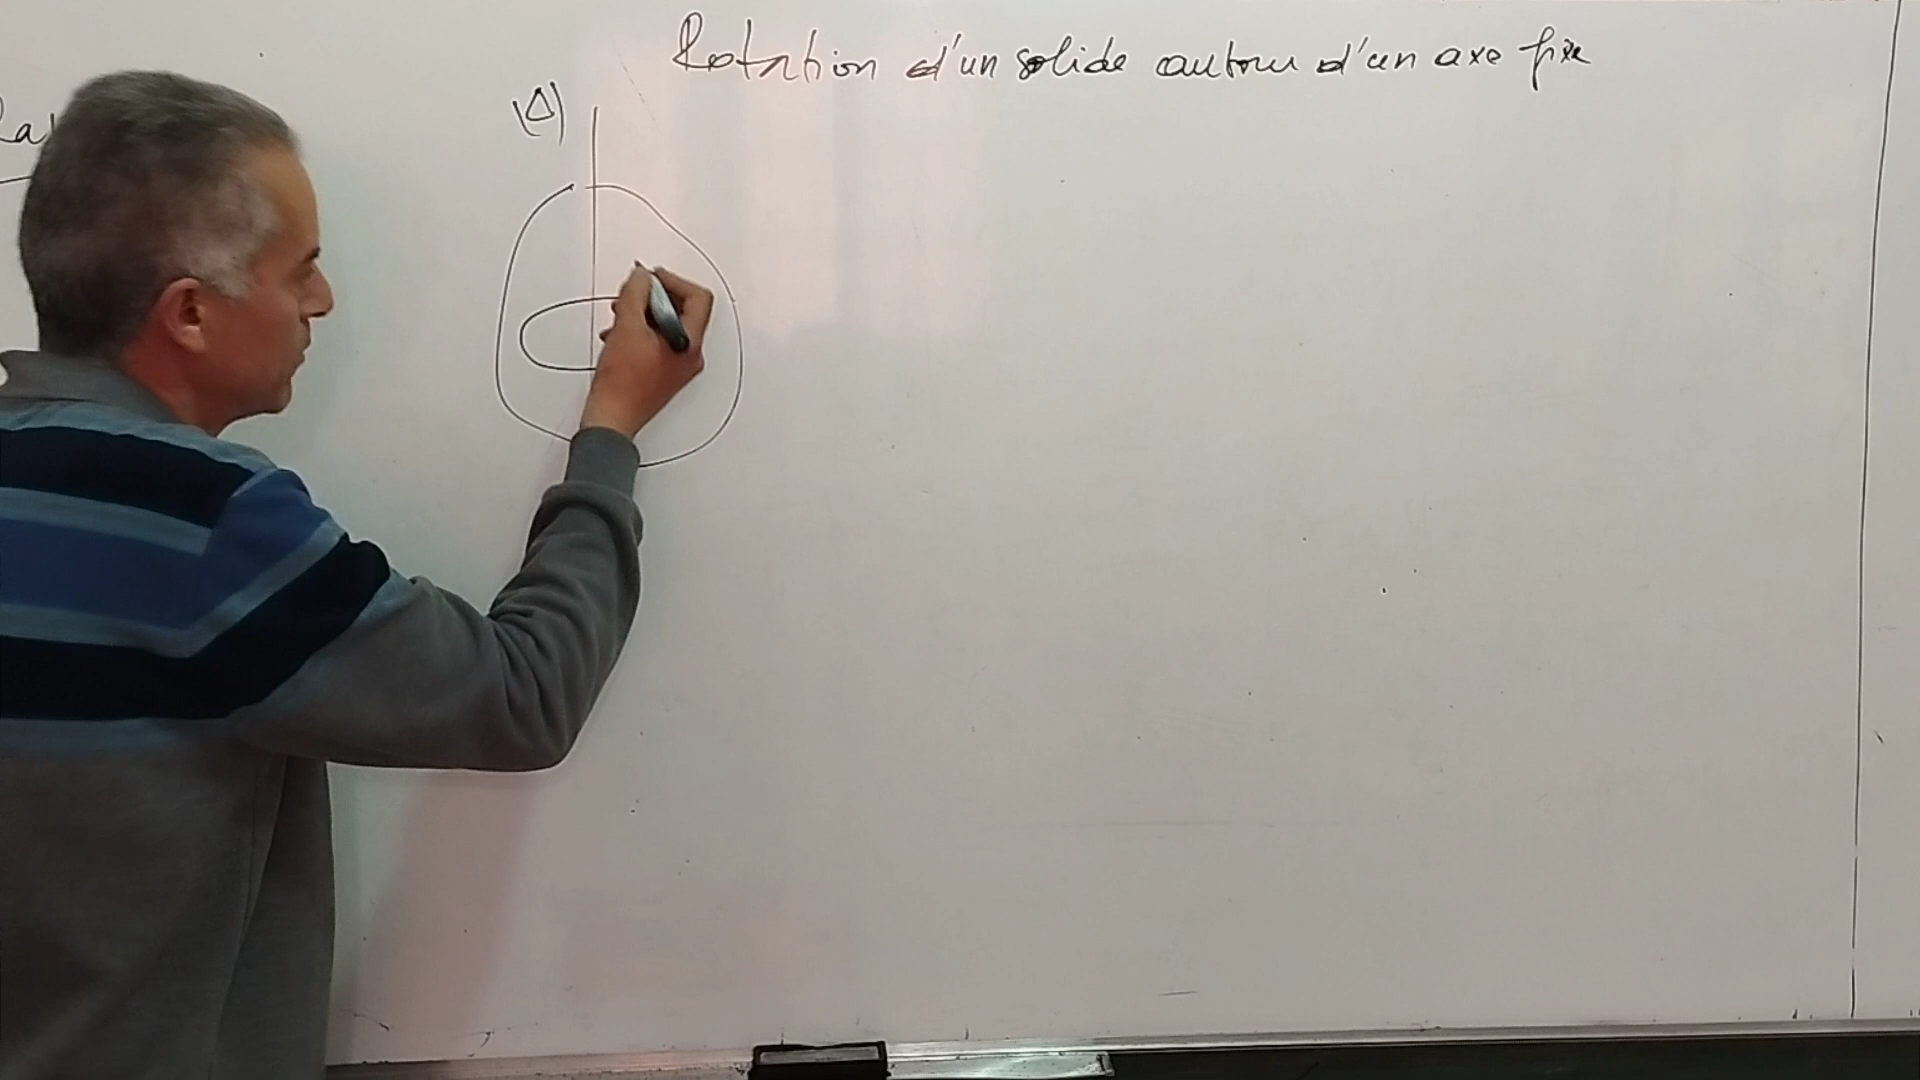 Rotation d'un solide autour d'un axe fixe
(Δ)